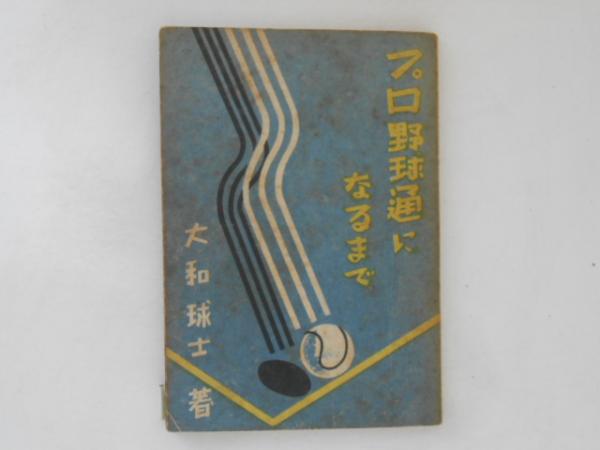 プロ野球通に
なるまで
大和球士 著